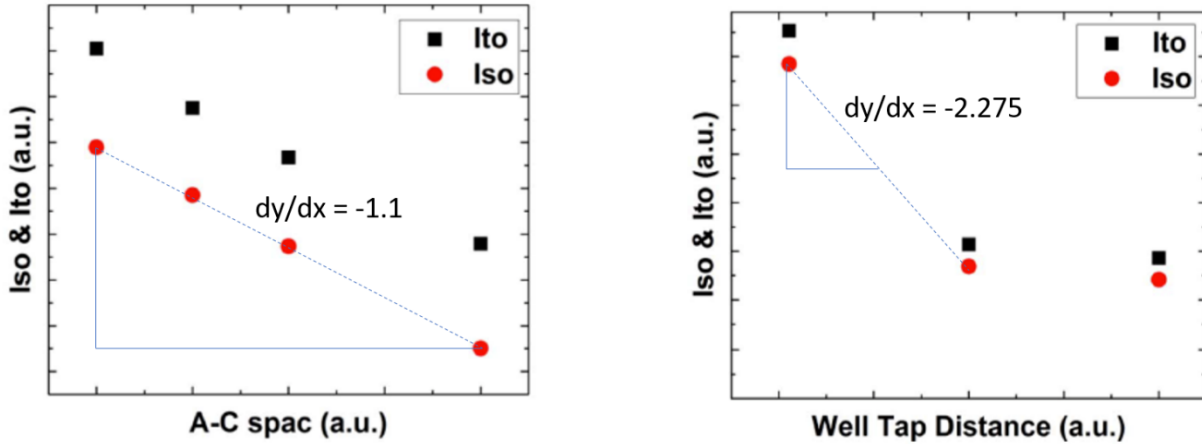 Ito
Iso
dy/dx = -1.1
Iso & Ito (a.u.)
A-C spac (a.u.)
Ito
Iso
dy/dx = -2.275
Iso & Ito (a.u.)
Well Tap Distance (a.u.)